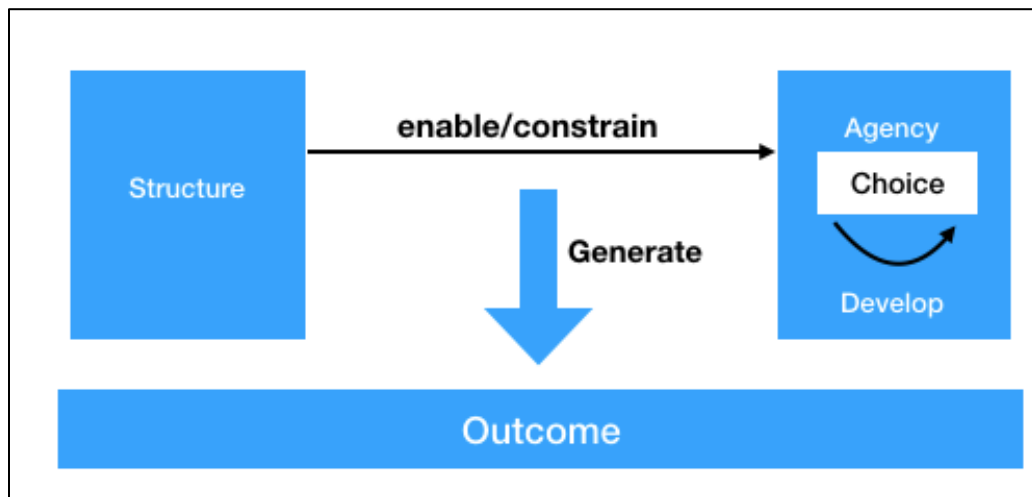 Structure
enable/constrain
Agency
Choice
Develop
Generate
Outcome